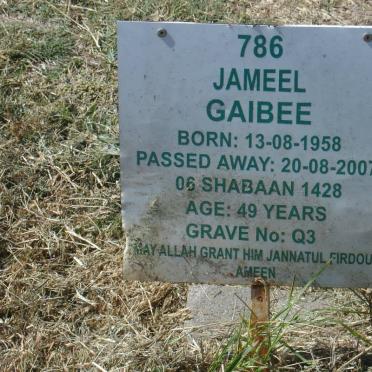 786
JAMEEL
GAIBEE
BORN: 13-08-1958
PASSED AWAY: 20-08-2007
06 SHABAAN 1428
AGE: 49 YEARS
GRAVE No: Q3
MAY ALLAH GRANT HIM JANNATUL FIRDOU
AMEEN